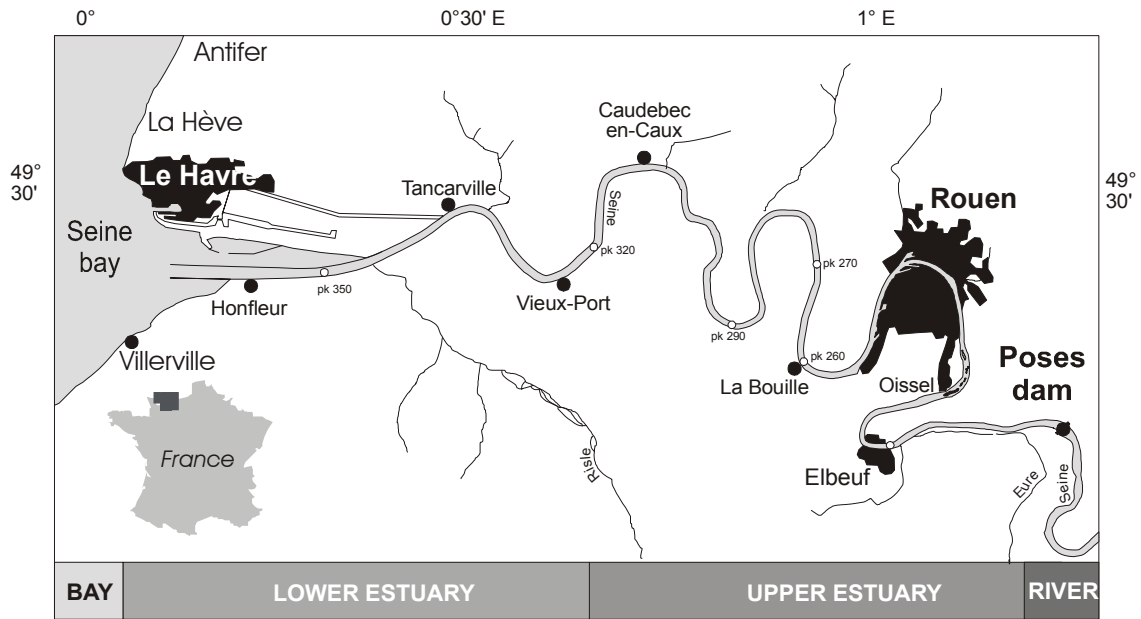 0°
0°30' E
1° E
Antifer
La Hève
Caudebec
en-Caux
49°
30'
Le Havre
Tancarville
Seine
49°
30'
Rouen
Seine
bay
pk 320
pk 270
pk 350
Honfleur
Vieux-Port
pk 290
Villerville
pk 260
La Bouille
Oissel
Poses
dam
France
Risle
Elbeuf
Eure
Seine
BAY
LOWER ESTUARY
UPPER ESTUARY
RIVER